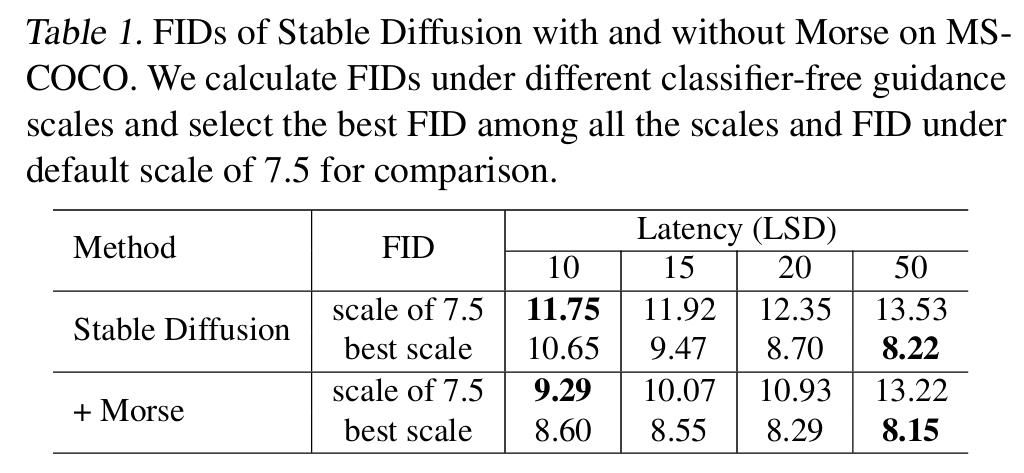 Table 1. FIDs of Stable Diffusion with and without Morse on MS-
COCO. We calculate FIDs under different classifier-free guidance
scales and select the best FID among all the scales and FID under
default scale of 7.5 for comparison.
Method FID Latency (LSD)
10 15 20 50
Stable Diffusion scale of 7.5 11.75 11.92 12.35 13.53
best scale 10.65 9.47 8.70 8.22
+ Morse scale of 7.5 9.29 10.07 10.93 13.22
best scale 8.60 8.55 8.29 8.15